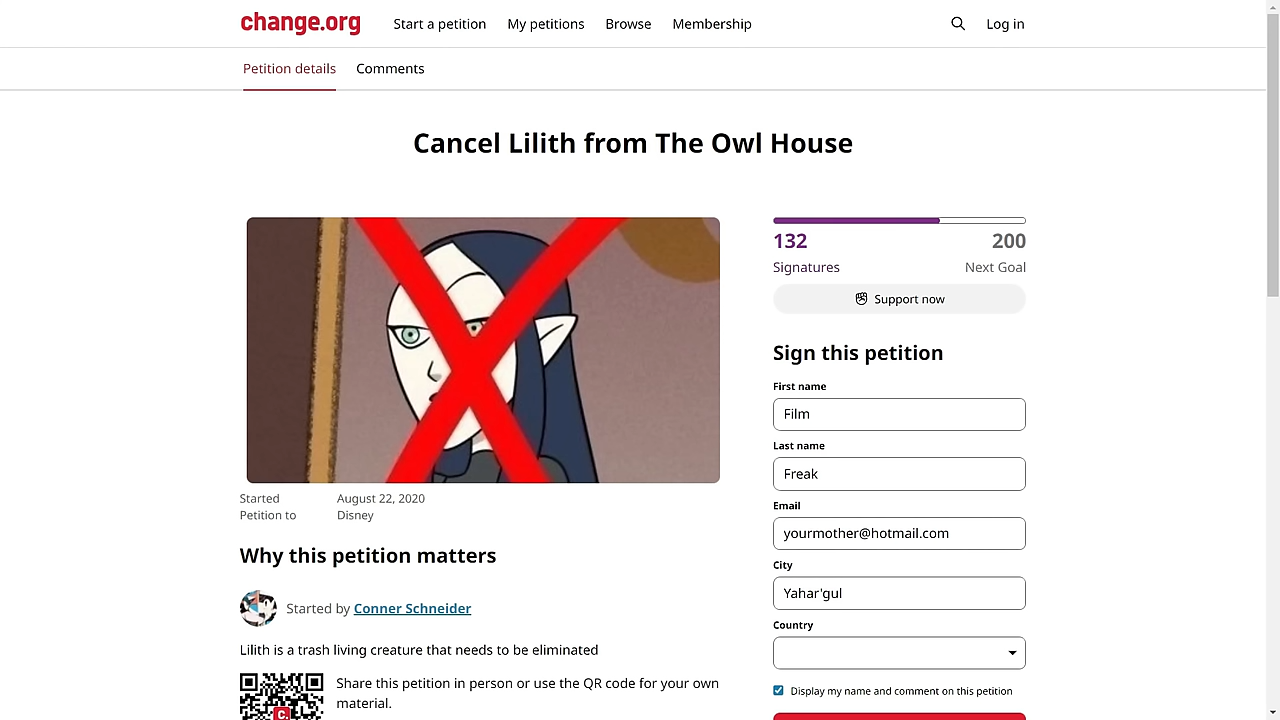 change.org Start a petition My petitions Browse Membership Log in
Petition details Comments
Cancel Lilith from The Owl House
132 200
Signatures Next Goal
Support now
Sign this petition
First name
Film
Last name
Freak
Email
yourmother@hotmail.com
City
Yahar'gul
Country
Display my name and comment on this petition
Started August 22, 2020
Petition to Disney
Why this petition matters
Started by Conner Schneider
Lilith is a trash living creature that needs to be eliminated
Share this petition in person or use the QR code for your own
material.
C.